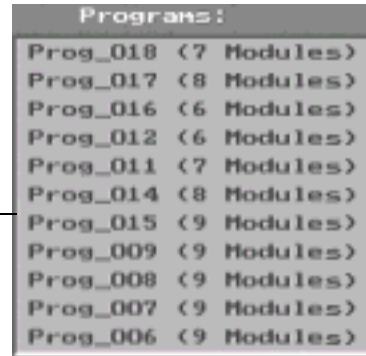 Programs:
Prog_018 (7 Modules)
Prog_017 (8 Modules)
Prog_016 (6 Modules)
Prog_012 (6 Modules)
Prog_011 (7 Modules)
Prog_014 (8 Modules)
Prog_015 (9 Modules)
Prog_009 (9 Modules)
Prog_008 (9 Modules)
Prog_007 (9 Modules)
Prog_006 (9 Modules)